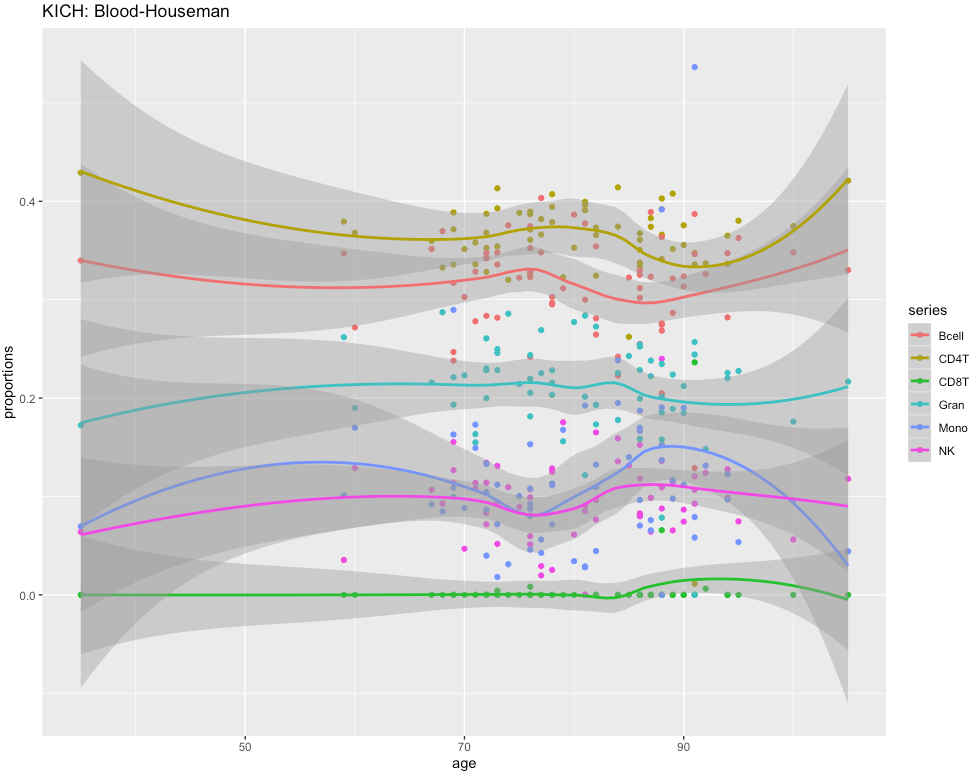 KICH: Blood-Houseman
proportions
0.4
0.2
0.0
50
70
90
age
series
Bcell
CD4T
CD8T
Gran
Mono
NK